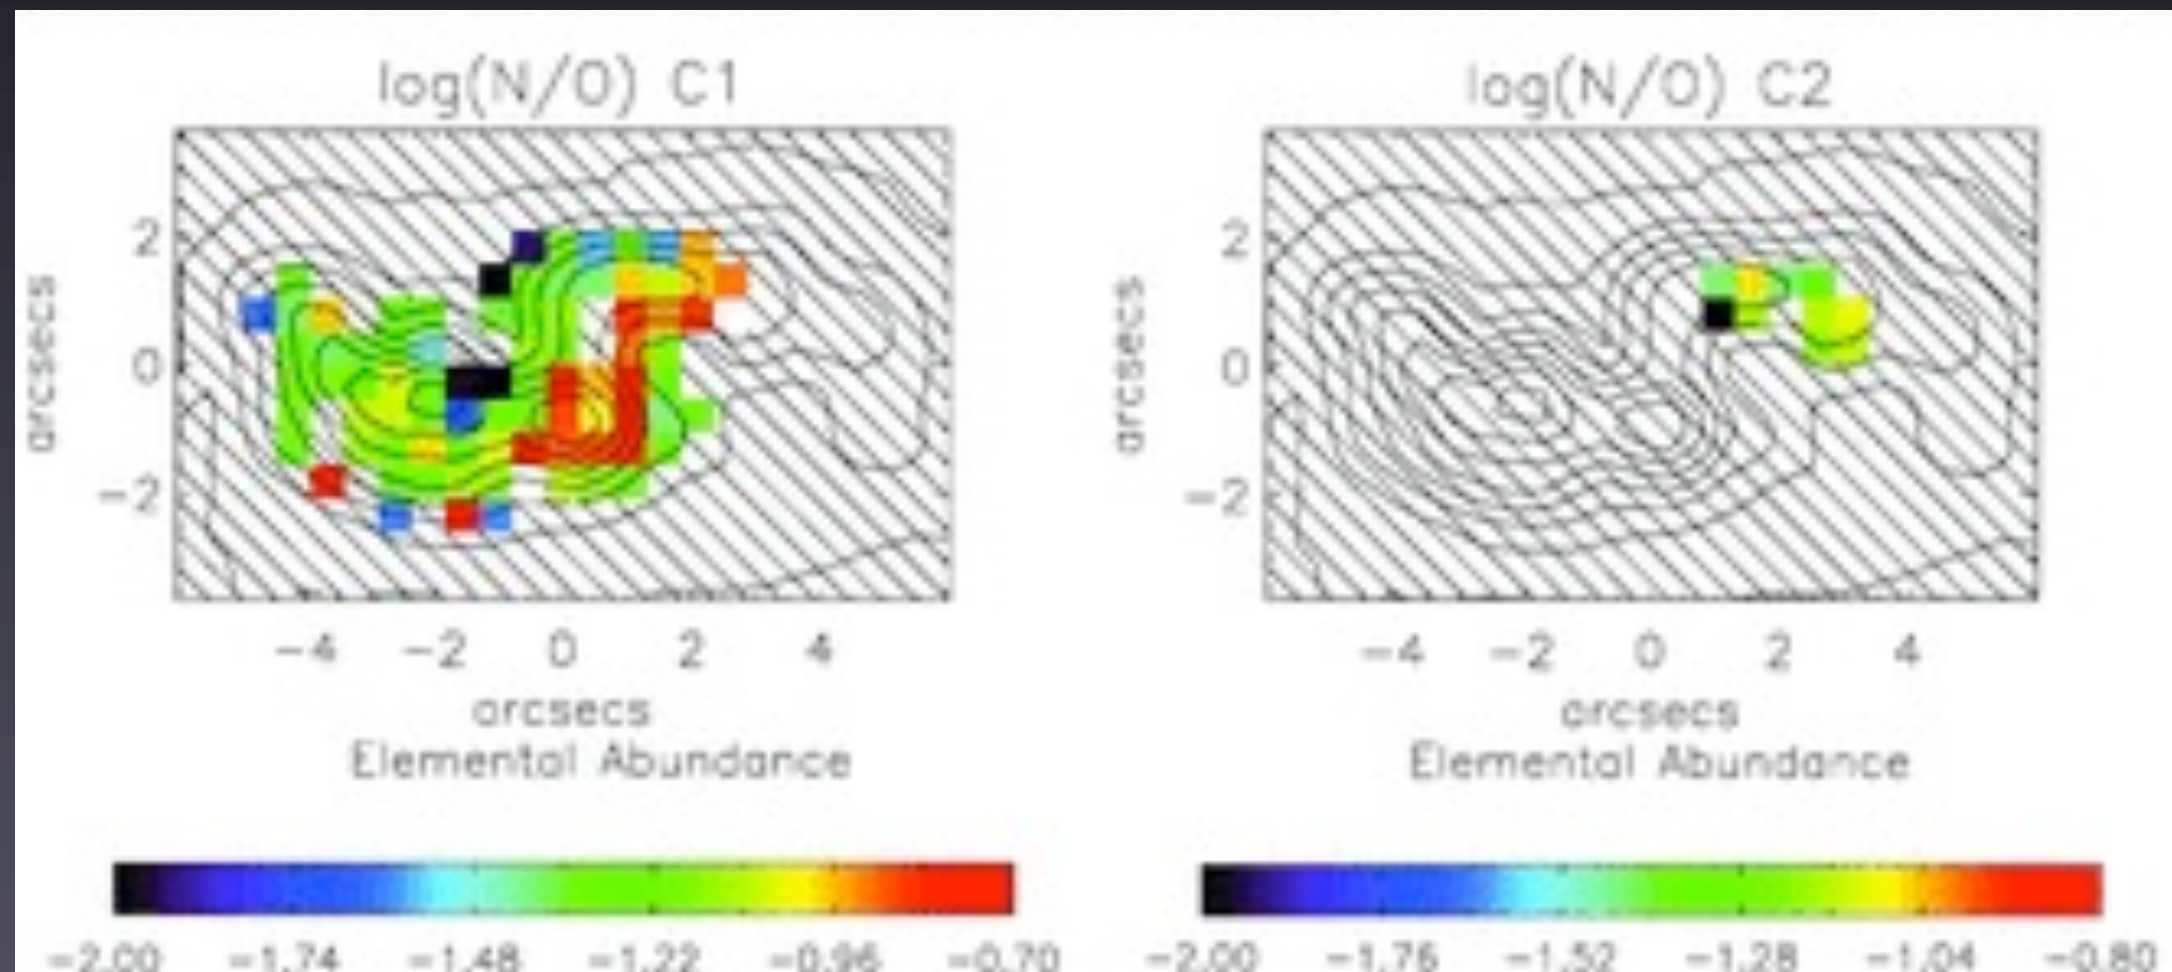 log(N/O) C1
2
0
−2
arcsecs
−4 −2 0 2 4
arcsecs
Elemental Abundance
−2.00 −1.74 −1.48 −1.22 −0.96 −0.70
log(N/O) C2
2
0
−2
arcsecs
−4 −2 0 2 4
arcsecs
Elemental Abundance
−2.00 −1.76 −1.52 −1.28 −1.04 −0.80